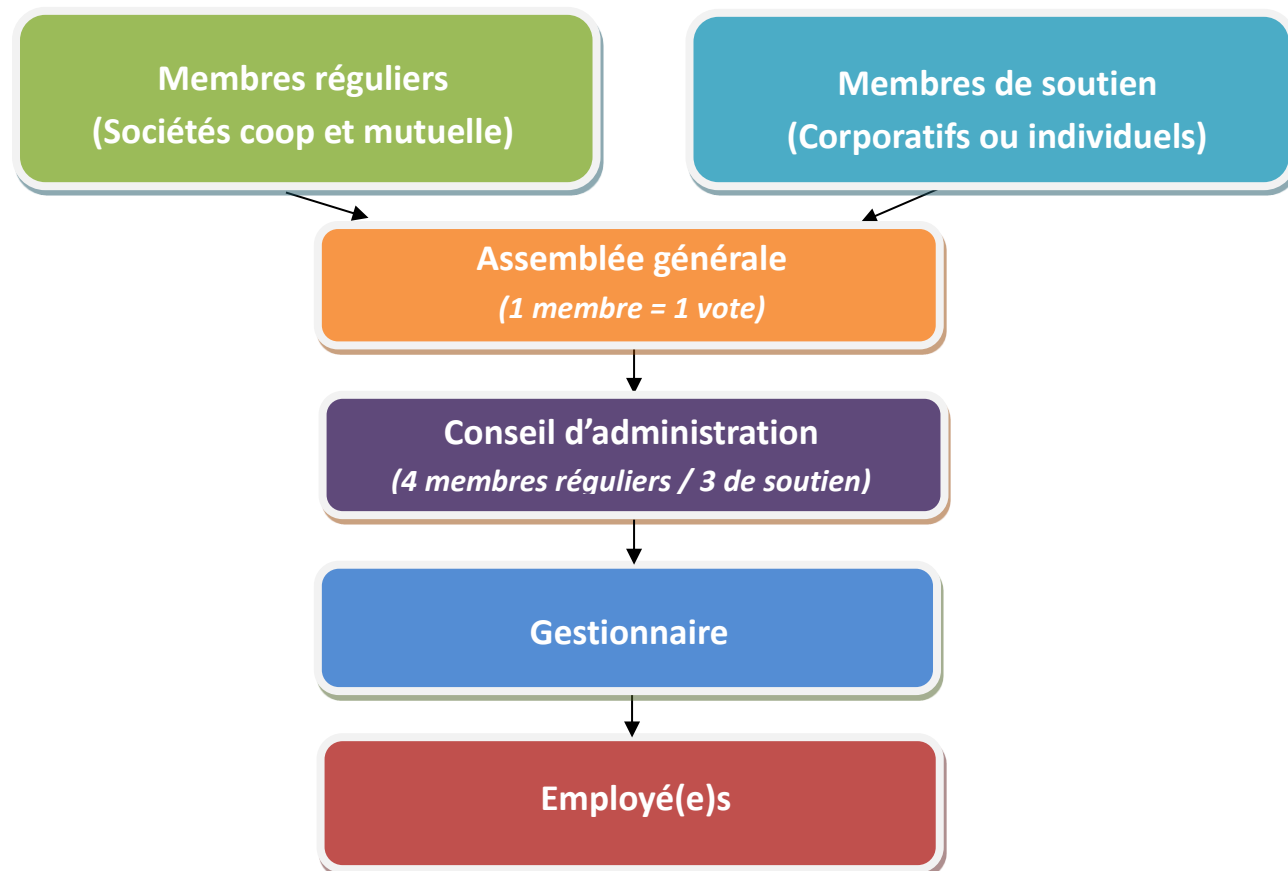 Membres réguliers
(Sociétés coop et mutuelle)
Membres de soutien
(Corporatifs ou individuels)
Assemblée générale
(1 membre = 1 vote)
Conseil d’administration
(4 membres réguliers / 3 de soutien)
Gestionnaire
Employé(e)s